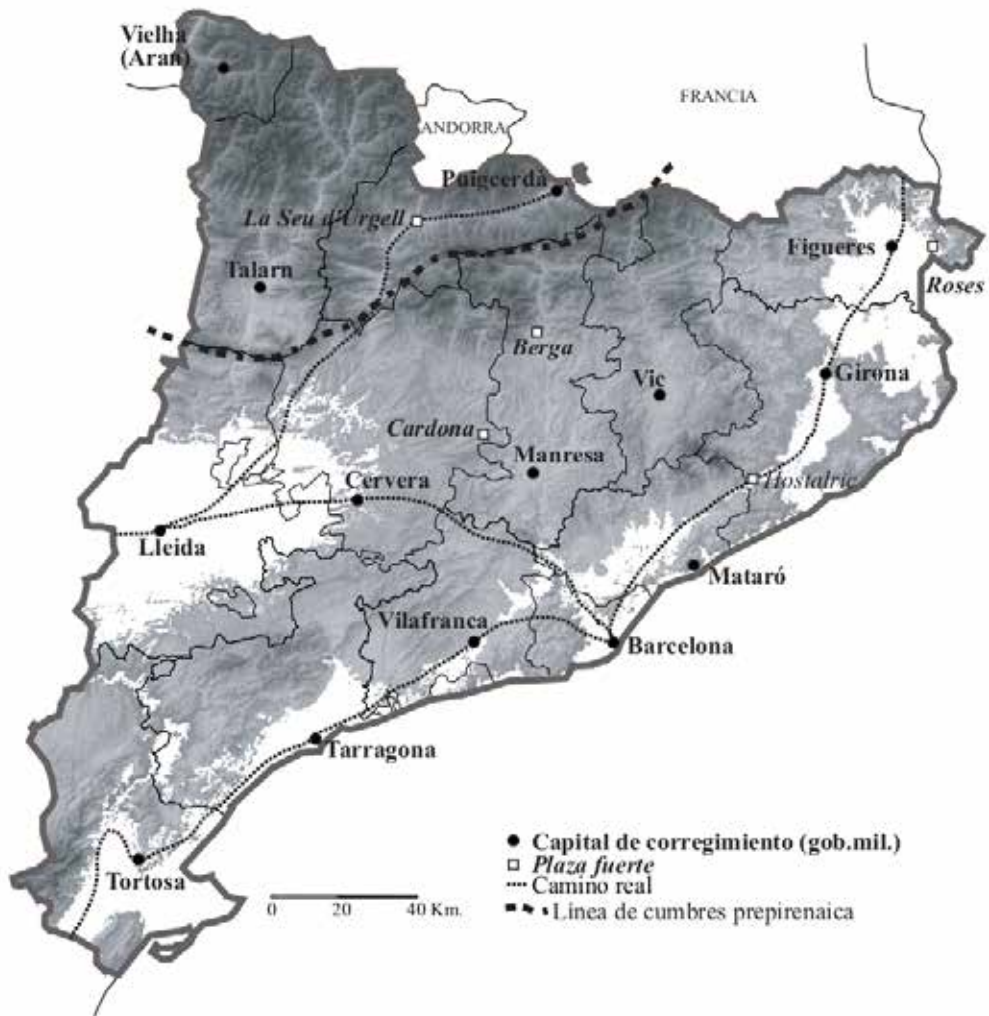 Vielha
(Aran)
FRANCIA
ANDORRA
Puigcerdà
La Seu d'Urgell
Figueres
Talarn
Roses
Berga
Girona
Vic
Cardona
Manresa
Hostalric
Cervera
Lleida
Mataró
Vilafranca
Barcelona
Tarragona
Tortosa
Capital de corregimiento (gob.mil.)
Plaza fuerte
Camino real
Línea de cumbres prepirenaica
0 20 40 Km.